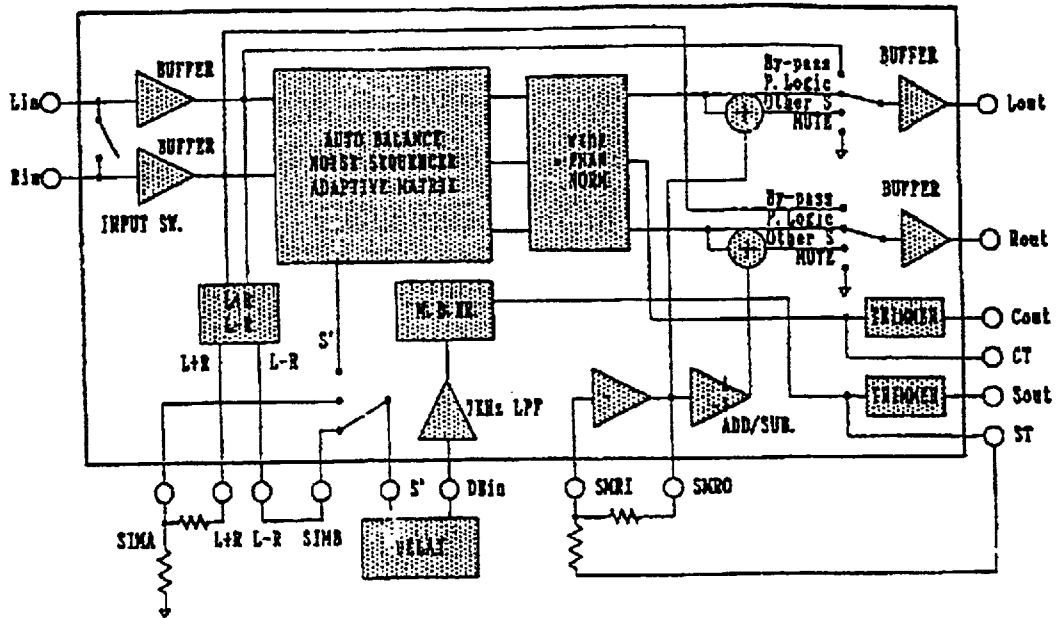 BUFFER
By-pass
P. Logic
Other S
MUTE
BUFFER
Lin
Lout
+
AUTO BALANCE
NOISE SEQUENCER
ADAPTIVE MATRIX
WIDE
NORM
BUFFER
Rin
INPUT SW.
By-pass
P. Logic
Other S
MUTE
BUFFER
Rout
+
L+R
L-R
TRIMMER
Cout
CT
L+R
L-R
S'
7KHz LPF
ADD/SUB.
TRIMMER
Sout
ST
SIMA
L+R
L-R
SIMB
S'
DBin
SMRI
SMRO
DELAY